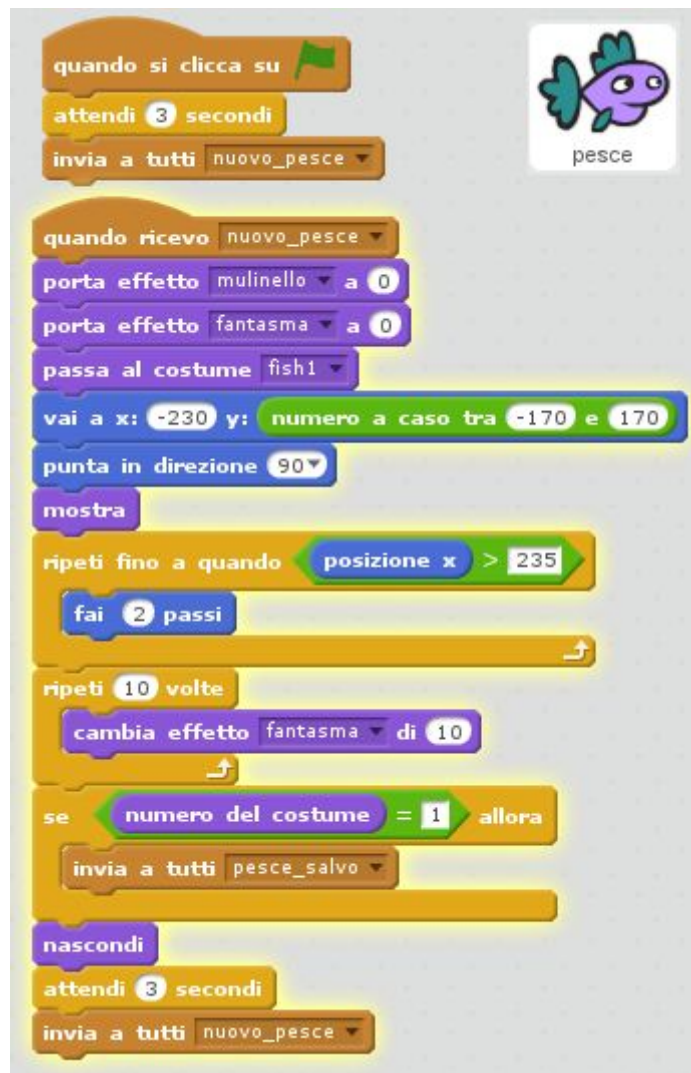 quando si clicca su
attendi 3 secondi
invia a tutti nuovo_pesce
pesce
quando ricevo nuovo_pesce
porta effetto mulinello a 0
porta effetto fantasma a 0
passa al costume fish1
vai a x: -230 y: numero a caso tra -170 e 170
punta in direzione 90
mostra
ripeti fino a quando posizione x > 235
fai 2 passi
ripeti 10 volte
cambia effetto fantasma di 10
se numero del costume = 1 allora
invia a tutti pesce_salvo
nascondi
attendi 3 secondi
invia a tutti nuovo_pesce